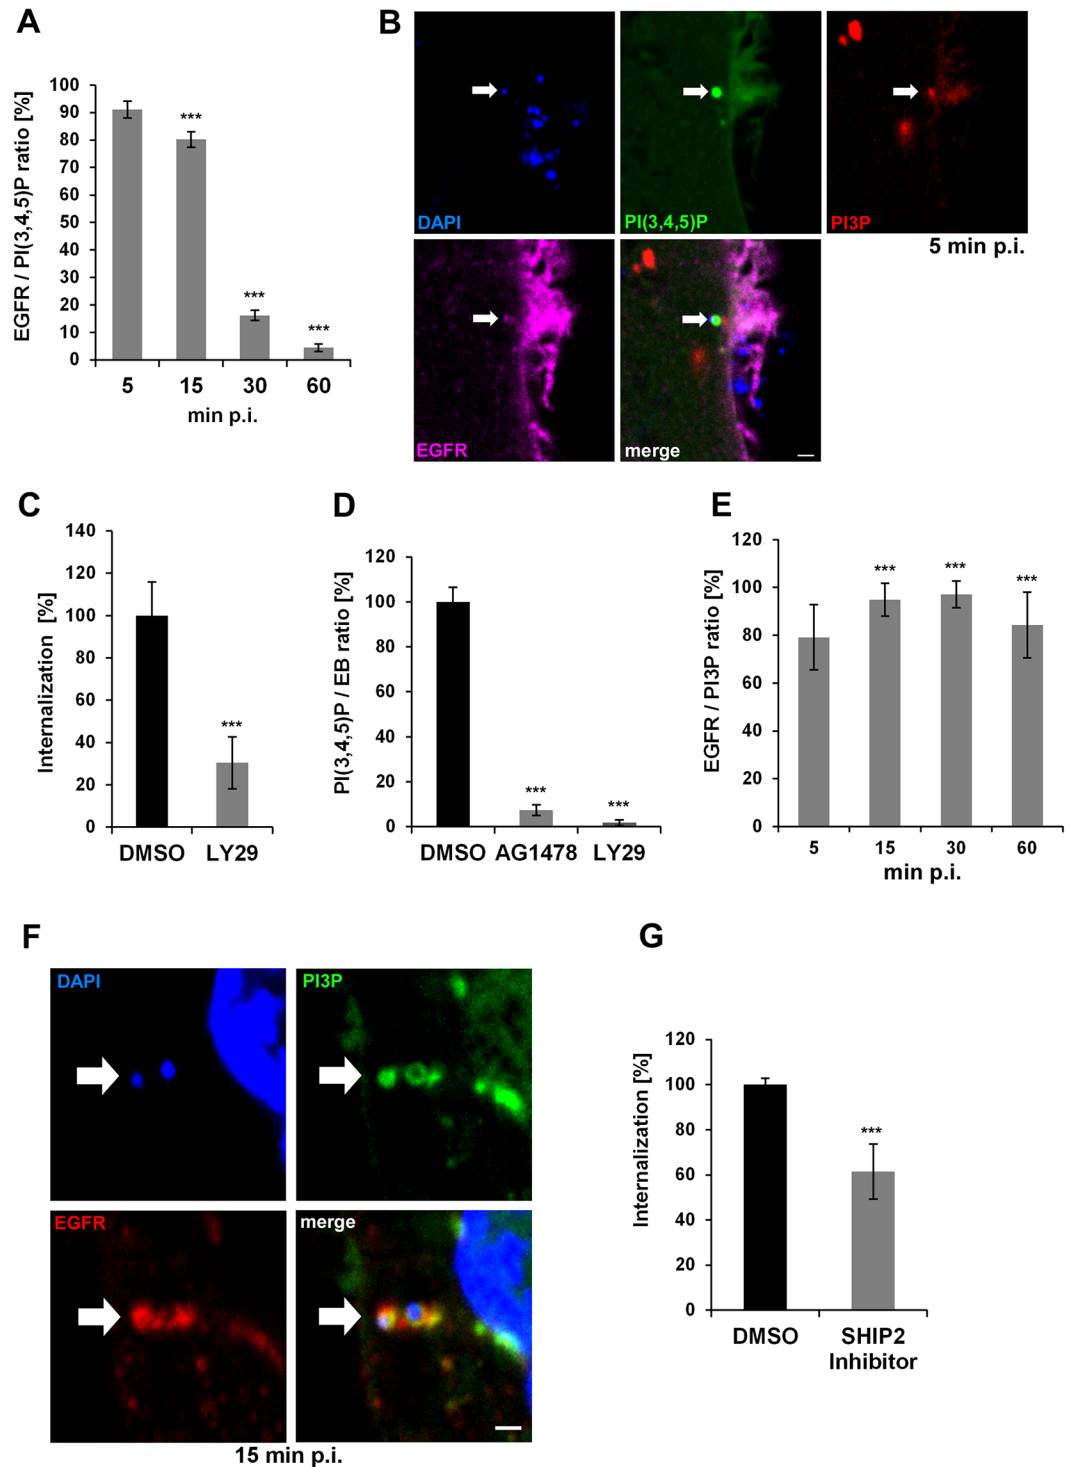 A
EGFR / PI(3,4,5)P ratio [%]
100
90
80
70
60
50
40
30
20
10
0
***
***
***
5 15 30 60
min p.i.
B
DAPI
PI(3,4,5)P
PI3P
5 min p.i.
EGFR
merge
C
Internalization [%]
140
120
100
80
60
40
20
0
***
DMSO LY29
D
PI(3,4,5)P / EB ratio [%]
120
100
80
60
40
20
0
***
***
DMSO AG1478 LY29
E
EGFR / PI3P ratio [%]
120
100
80
60
40
20
0
***
***
***
5 15 30 60
min p.i.
F
DAPI
PI3P
EGFR
merge
15 min p.i.
G
Internalization [%]
120
100
80
60
40
20
0
***
DMSO SHIP2
Inhibitor